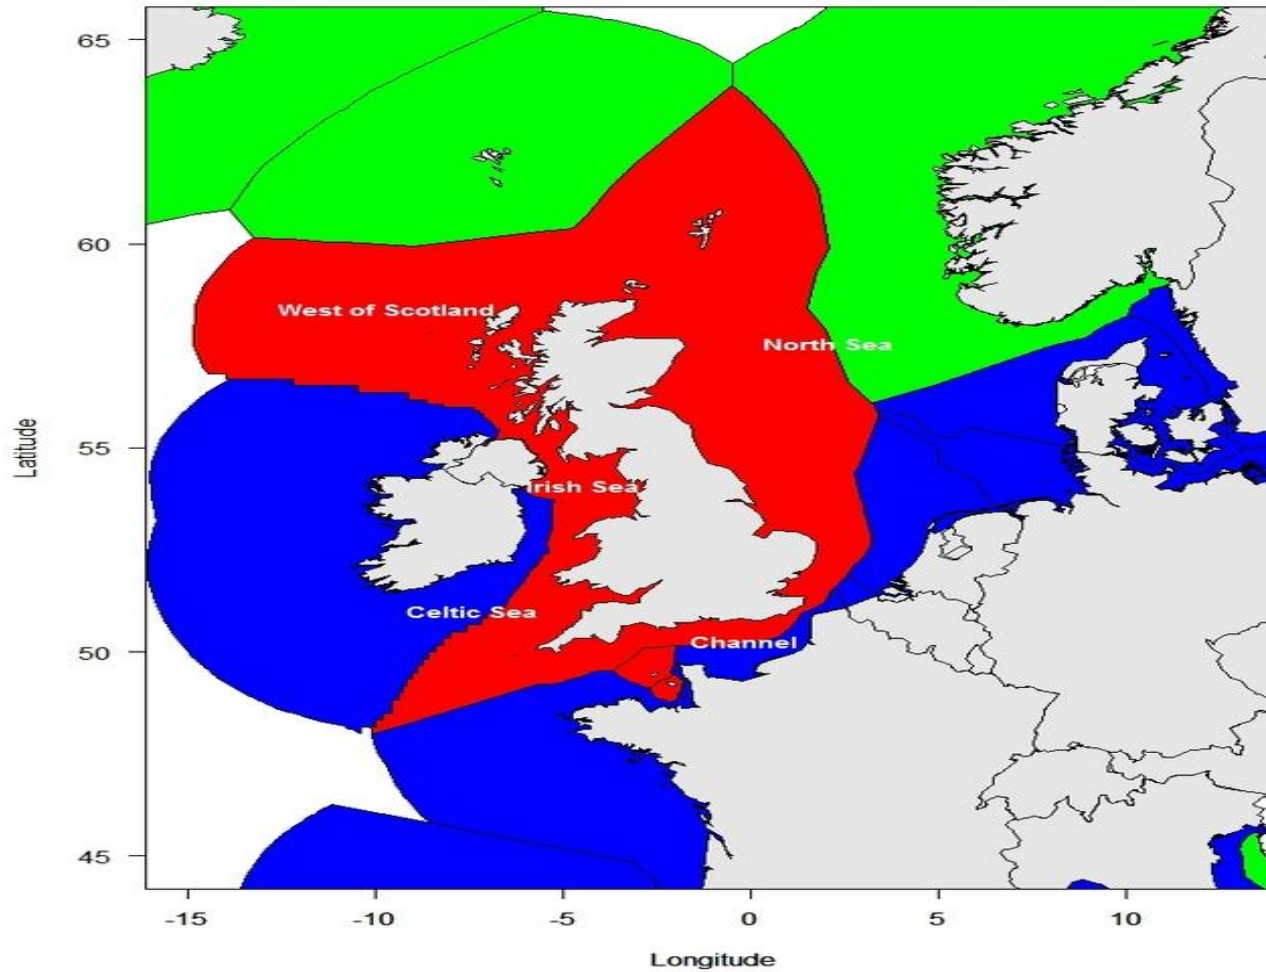 65
60
55
50
45
Latitude
West of Scotland
North Sea
Irish Sea
Celtic Sea
Channel
-15 -10 -5 0 5 10
Longitude